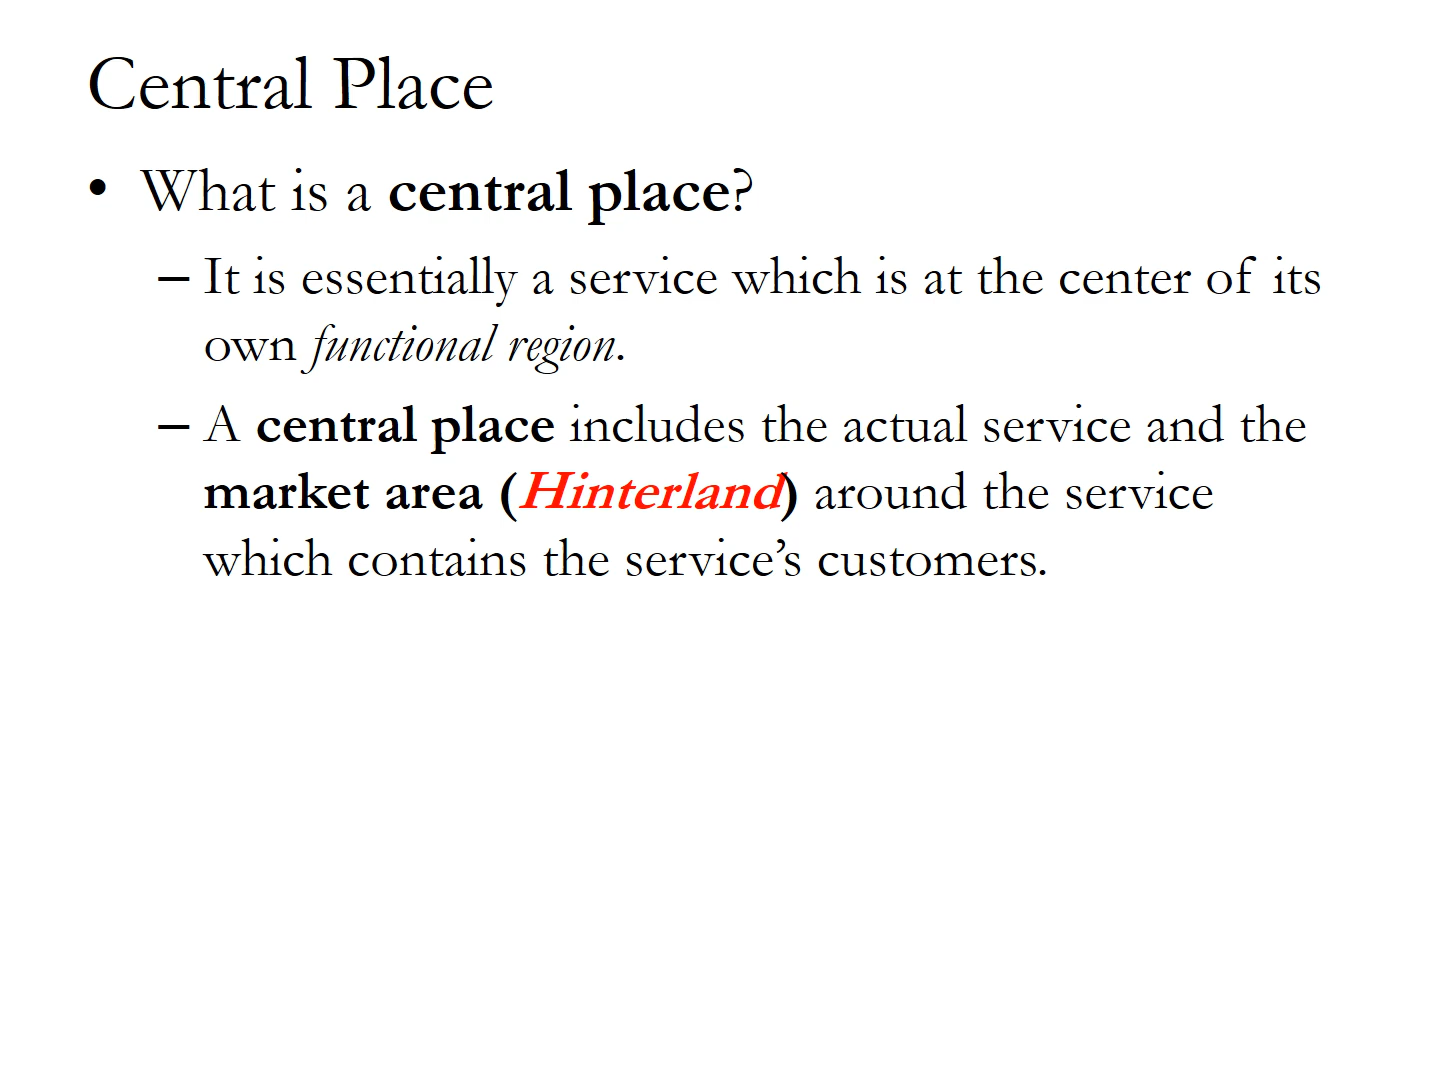 Central Place
• What is a central place?
– It is essentially a service which is at the center of its
own functional region.
– A central place includes the actual service and the
market area (Hinterland) around the service
which contains the service’s customers.